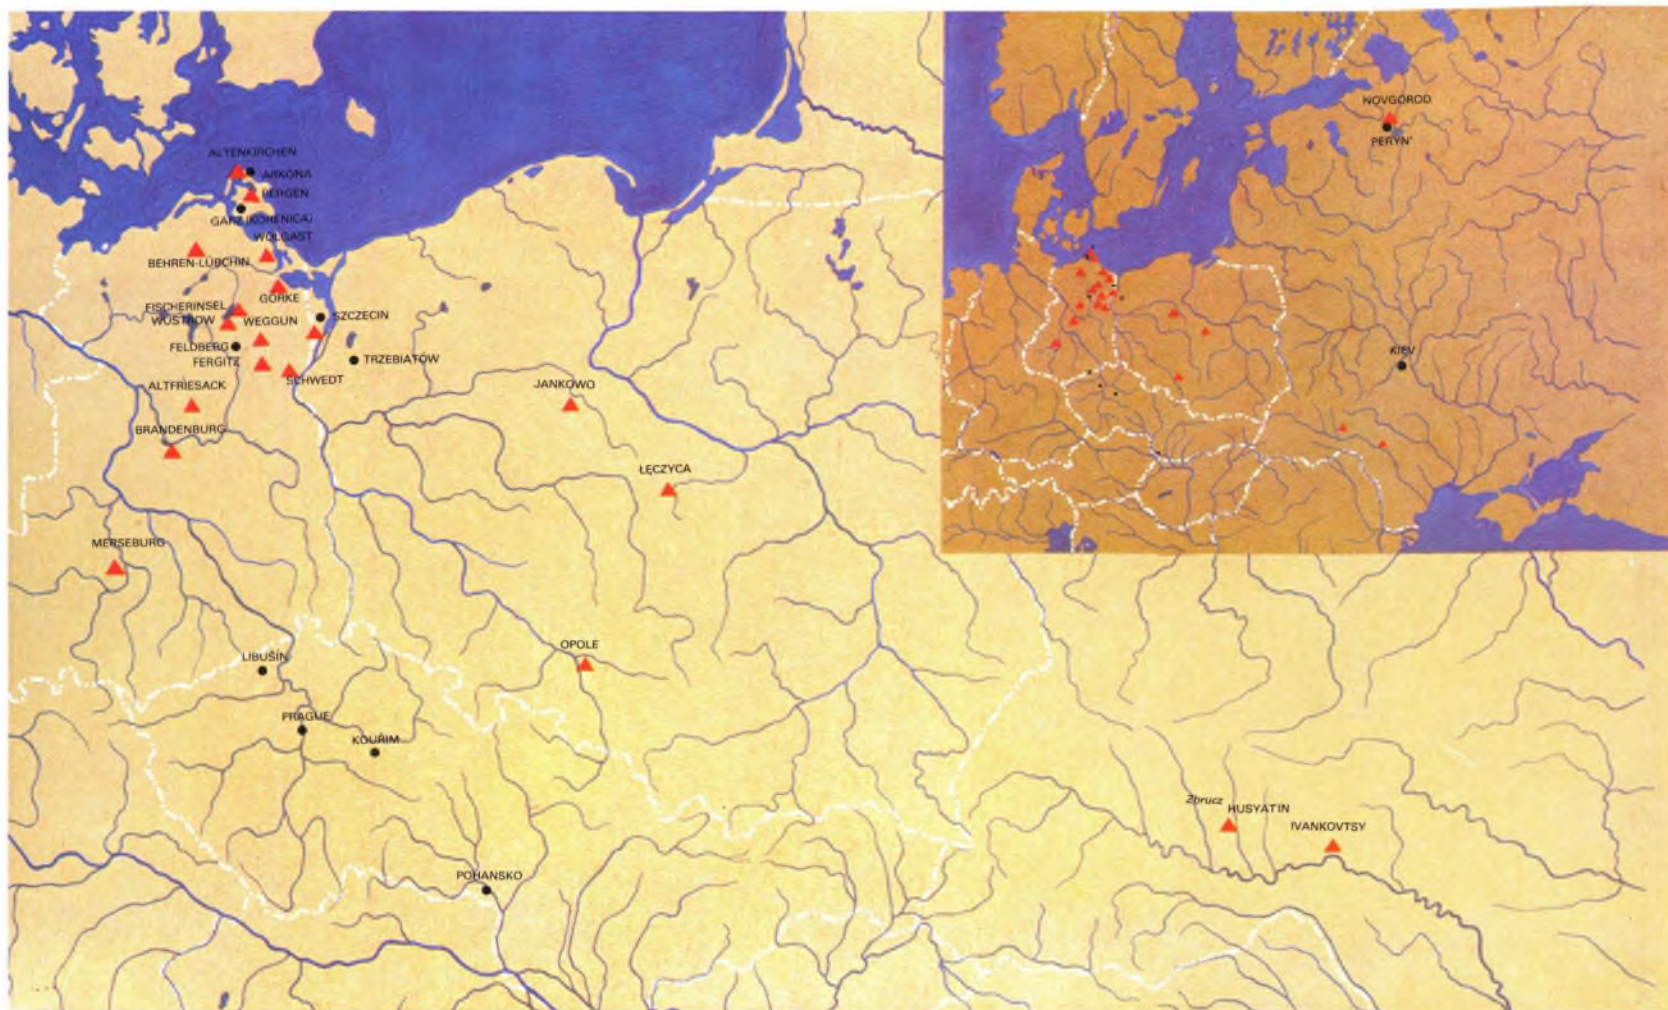 ALTENKIRCHEN
ARKONA
BERGEN
GARZ (KORENICA)
WOLGAST
BEHREN-LÜBCHIN
GÖRKE
FISCHERINSEL
WUSTROW
WEGGUN
SZCZECIN
FELDBERG
FERGITZ
TRZEBIATÓW
SCHWEDT
ALTFRIESACK
JANKOWO
BRANDENBURG
ŁĘCZYCA
MERSEBURG
OPOLE
LIBUŠÍN
PRAGUE
KOUŘIM
POHANSKO
Zbrucz
HUSYATIN
IVANKOVTSY
NOVGOROD
PERYN'
KIEV